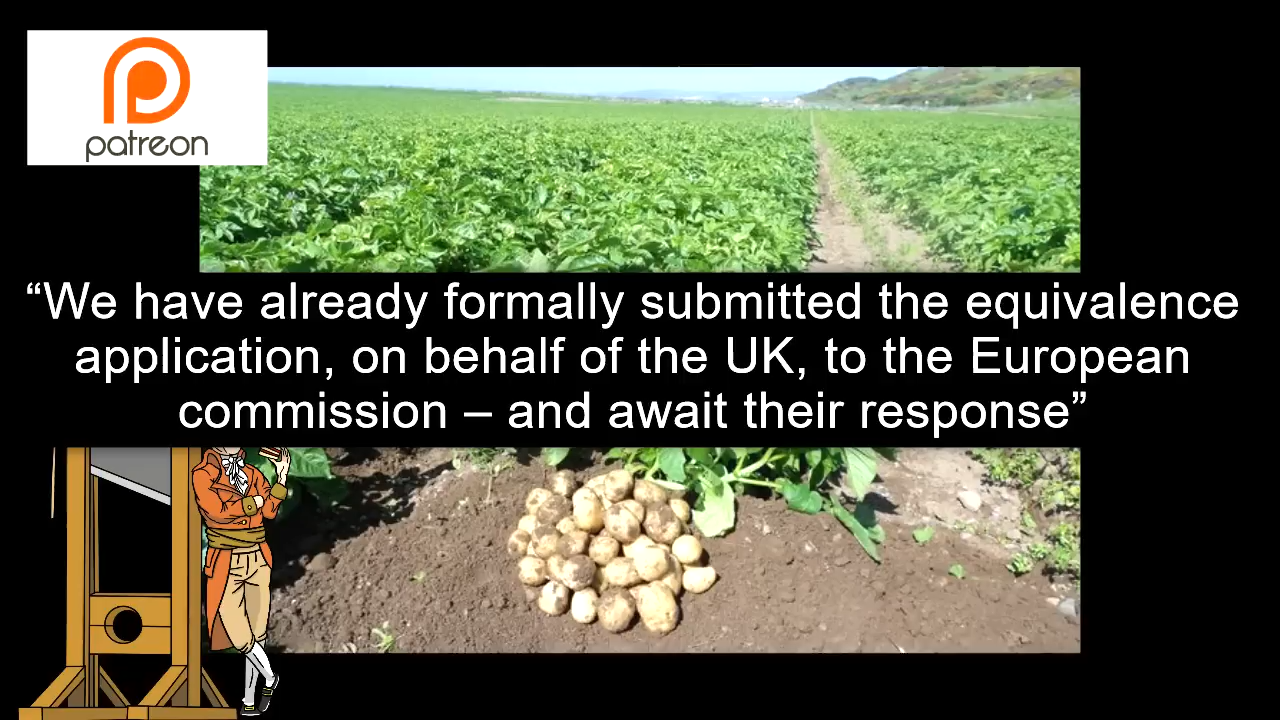 patreon
“We have already formally submitted the equivalence
application, on behalf of the UK, to the European
commission – and await their response”